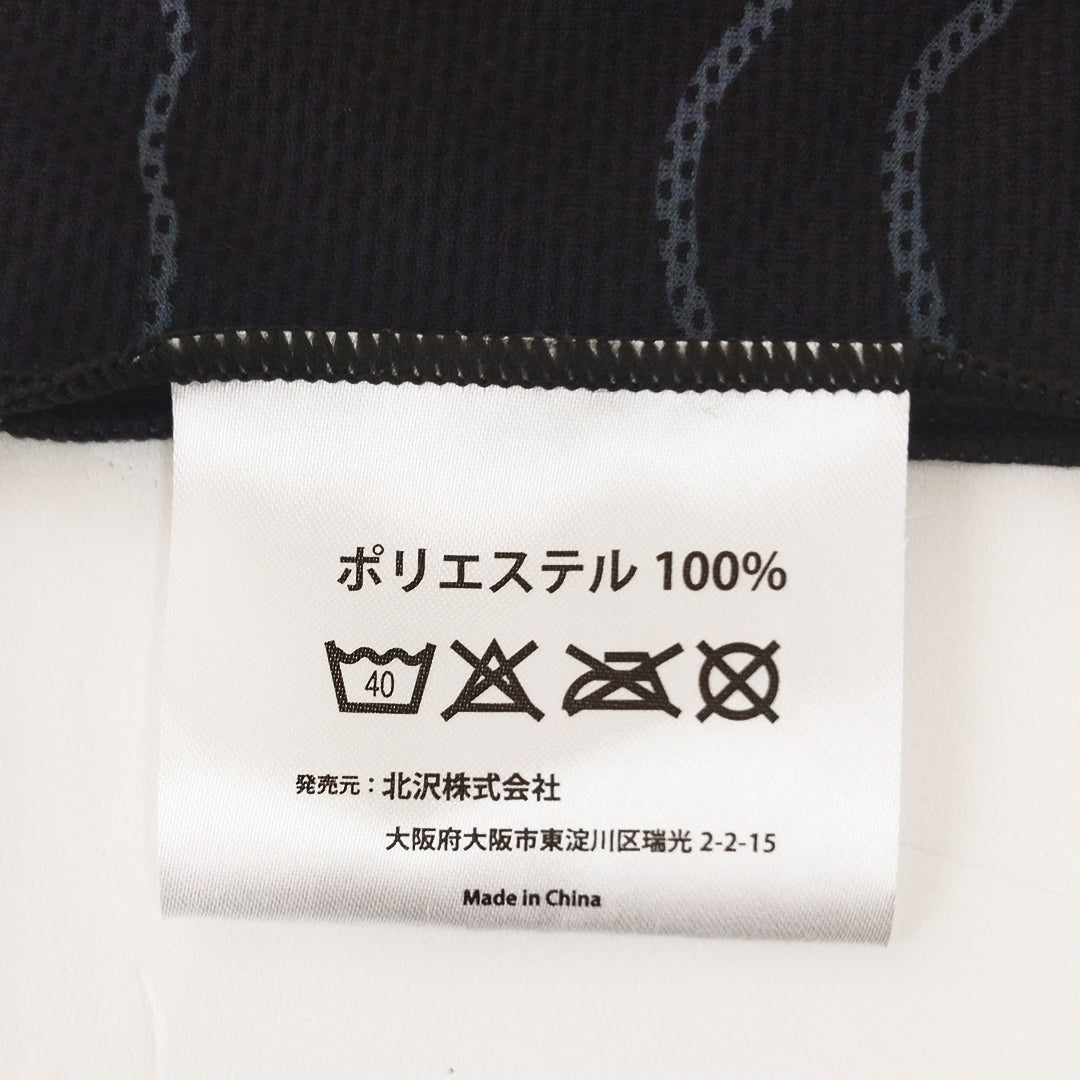 ポリエステル 100%
40
発売元：北沢株式会社
大阪府大阪市東淀川区瑞光 2-2-15
Made in China